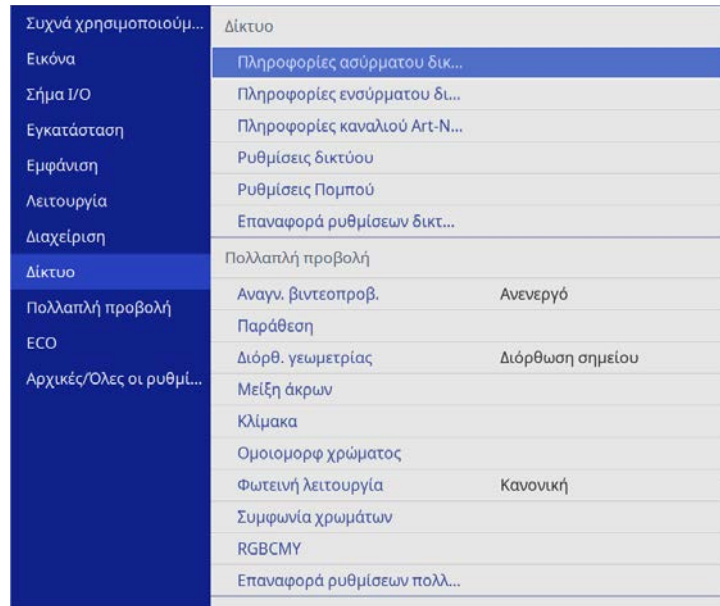 Συχνά χρησιμοποιούμ...
Εικόνα
Σήμα I/O
Εγκατάσταση
Εμφάνιση
Λειτουργία
Διαχείριση
Δίκτυο
Πολλαπλή προβολή
ECO
Αρχικές/Όλες οι ρυθμί...
Δίκτυο
Πληροφορίες ασύρματου δικ...
Πληροφορίες ενσύρματου δι...
Πληροφορίες καναλιού Art-N...
Ρυθμίσεις δικτύου
Ρυθμίσεις Πομπού
Επαναφορά ρυθμίσεων δικτ...
Πολλαπλή προβολή
Αναγν. βιντεοπροβ. Ανενεργό
Παράθεση
Διόρθ. γεωμετρίας Διόρθωση σημείου
Μείξη άκρων
Κλίμακα
Ομοιομορφ χρώματος
Φωτεινή λειτουργία Κανονική
Συμφωνία χρωμάτων
RGBCMY
Επαναφορά ρυθμίσεων πολλ...